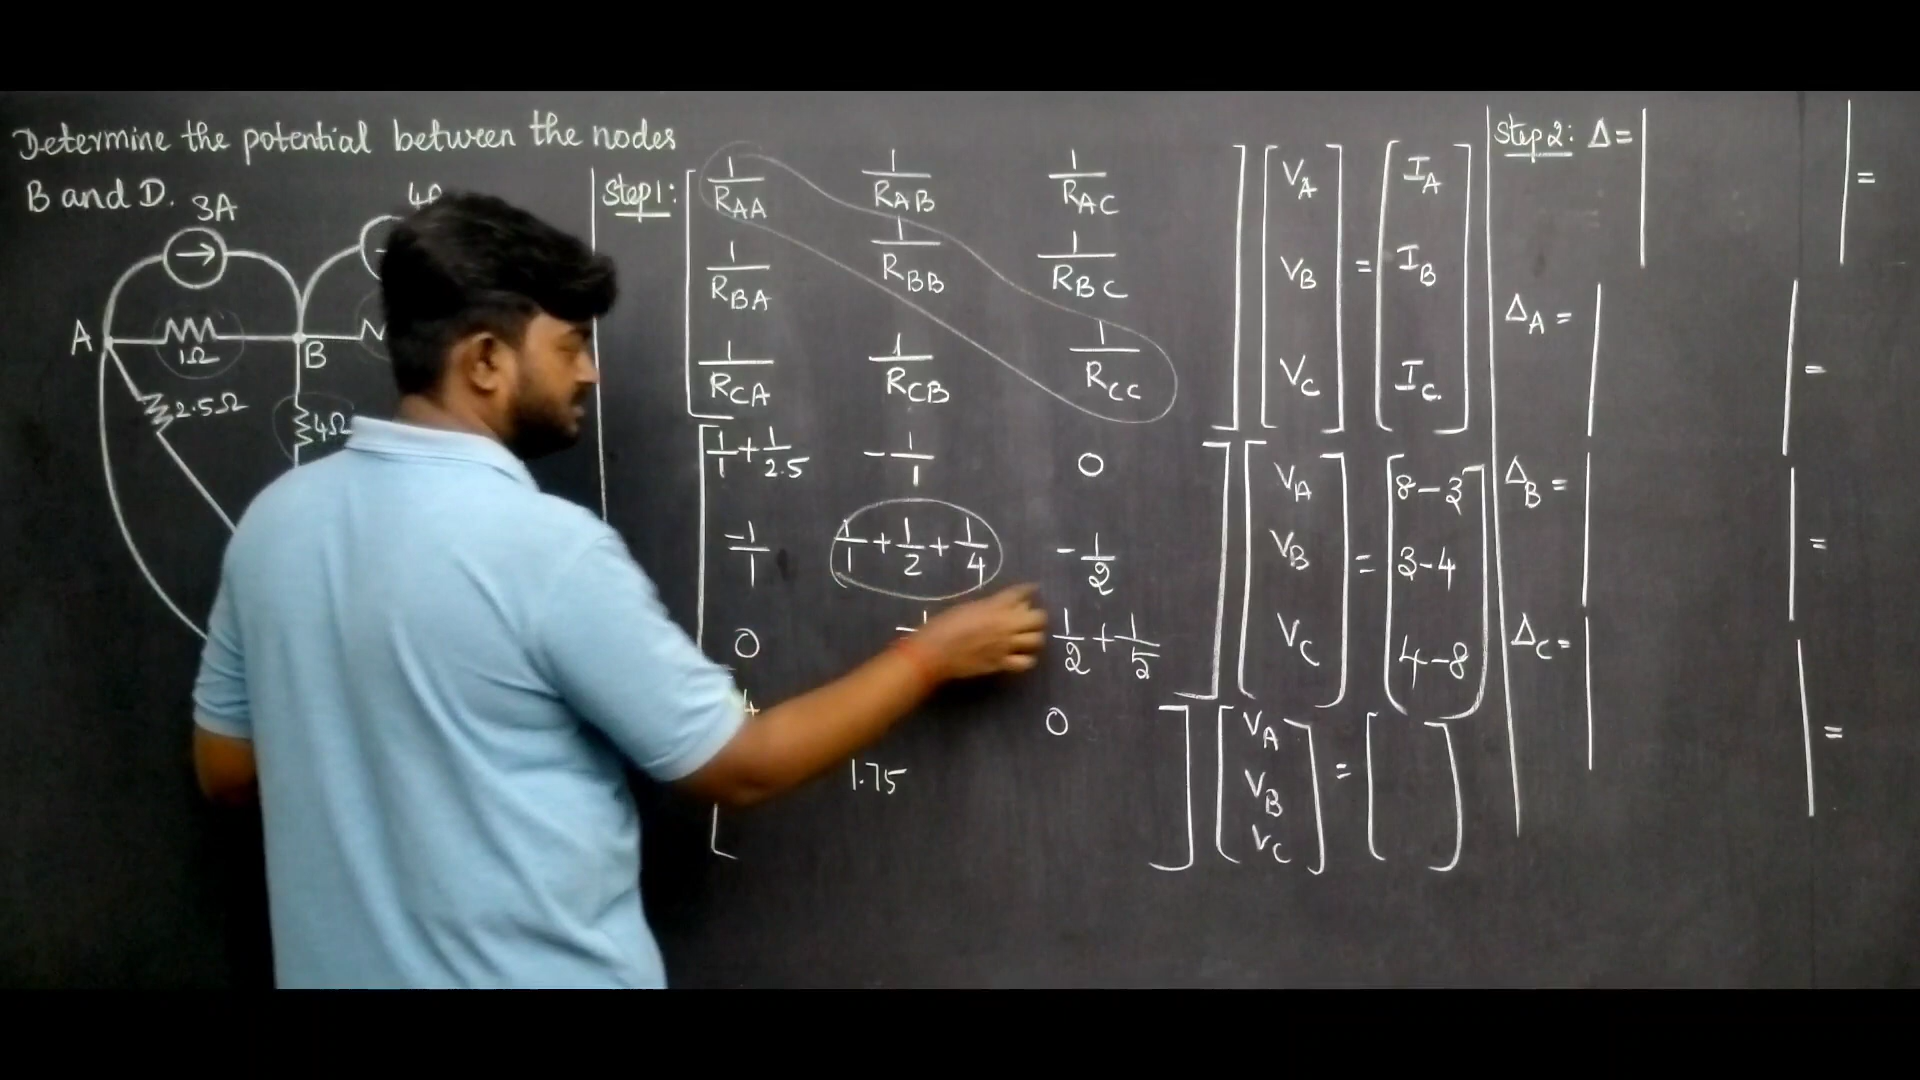 Determine the potential between the nodes
B and D.
3A
A
1Ω
B
2.5Ω
4Ω
Step1:
1/RAA 1/RAB 1/RAC VA IA
1/RBA 1/RBB 1/RBC VB = IB
1/RCA 1/RCB 1/RCC VC IC
1/1+1/2.5 -1/1 0 VA 8-3
-1/1 1/1+1/2+1/4 -1/2 VB = 3-4
0 1/2+1/5 VC 4-8
0 VA
1.75 VB =
VC
Step2: Δ= =
ΔA= =
ΔB= =
ΔC= =